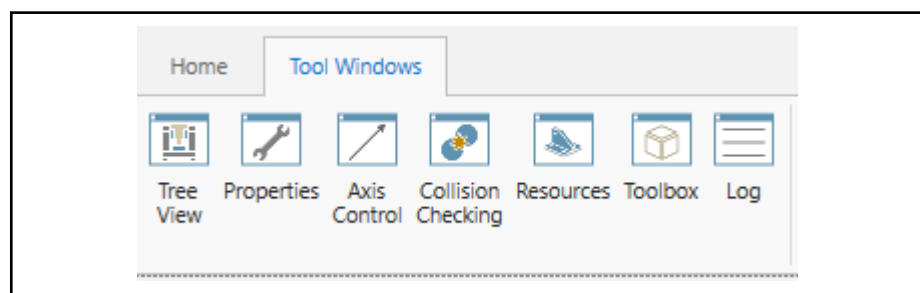 Home Tool Windows
Tree Properties Axis Collision Resources Toolbox Log
View Control Checking